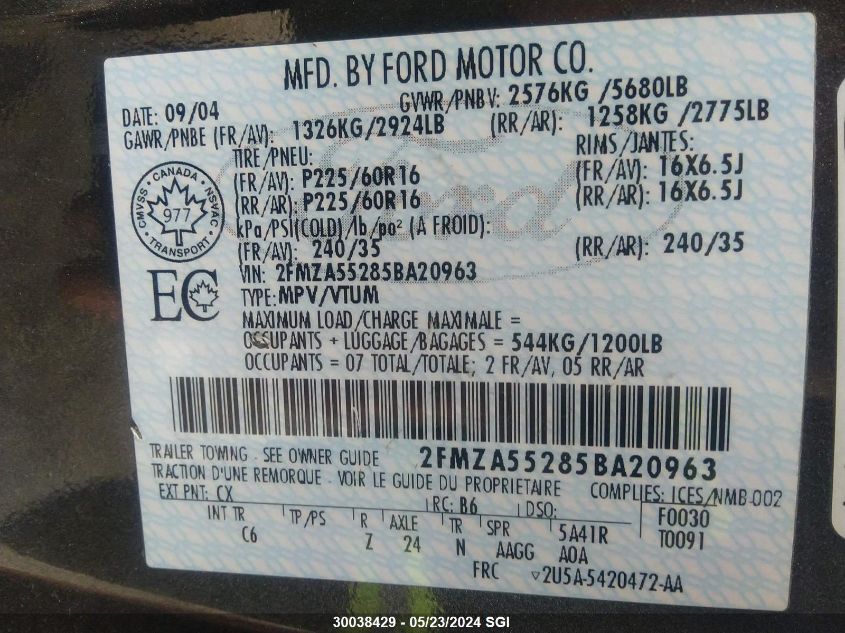 MFD. BY FORD MOTOR CO.
DATE: 09/04 GVWR/PNBV: 2576KG /5680LB
GAWR/PNBE (FR/AV): 1326KG/2924LB (RR/AR): 1258KG /2775LB
TIRE/PNEU: RIMS/JANTES:
(FR/AV): P225/60R16 (FR/AV): 16X6.5J
(RR/AR): P225/60R16 (RR/AR): 16X6.5J
kPa/PSI(COLD)/lb/po² (A FROID):
(FR/AV): 240/35 (RR/AR): 240/35
CANADA
CMVSS NSVAC
977
TRANSPORT
Ford
VIN: 2FMZA55285BA20963
EC
TYPE: MPV/VTUM
MAXIMUM LOAD/CHARGE MAXIMALE =
OCCUPANTS + LUGGAGE/BAGAGES = 544KG/1200LB
OCCUPANTS = 07 TOTAL/TOTALE; 2 FR/AV, 05 RR/AR
TRAILER TOWING - SEE OWNER GUIDE 2FMZA55285BA20963
TRACTION D'UNE REMORQUE - VOIR LE GUIDE DU PROPRIETAIRE COMPLIES: ICES/NMB-002
EXT PNT: CX RC: B6 DSO: F0030
INT TR TP/PS R AXLE TR SPR 5A41R T0091
C6 Z 24 N AAGG A0A
FRC 2U5A-5420472-AA
30038429 - 05/23/2024 SGI